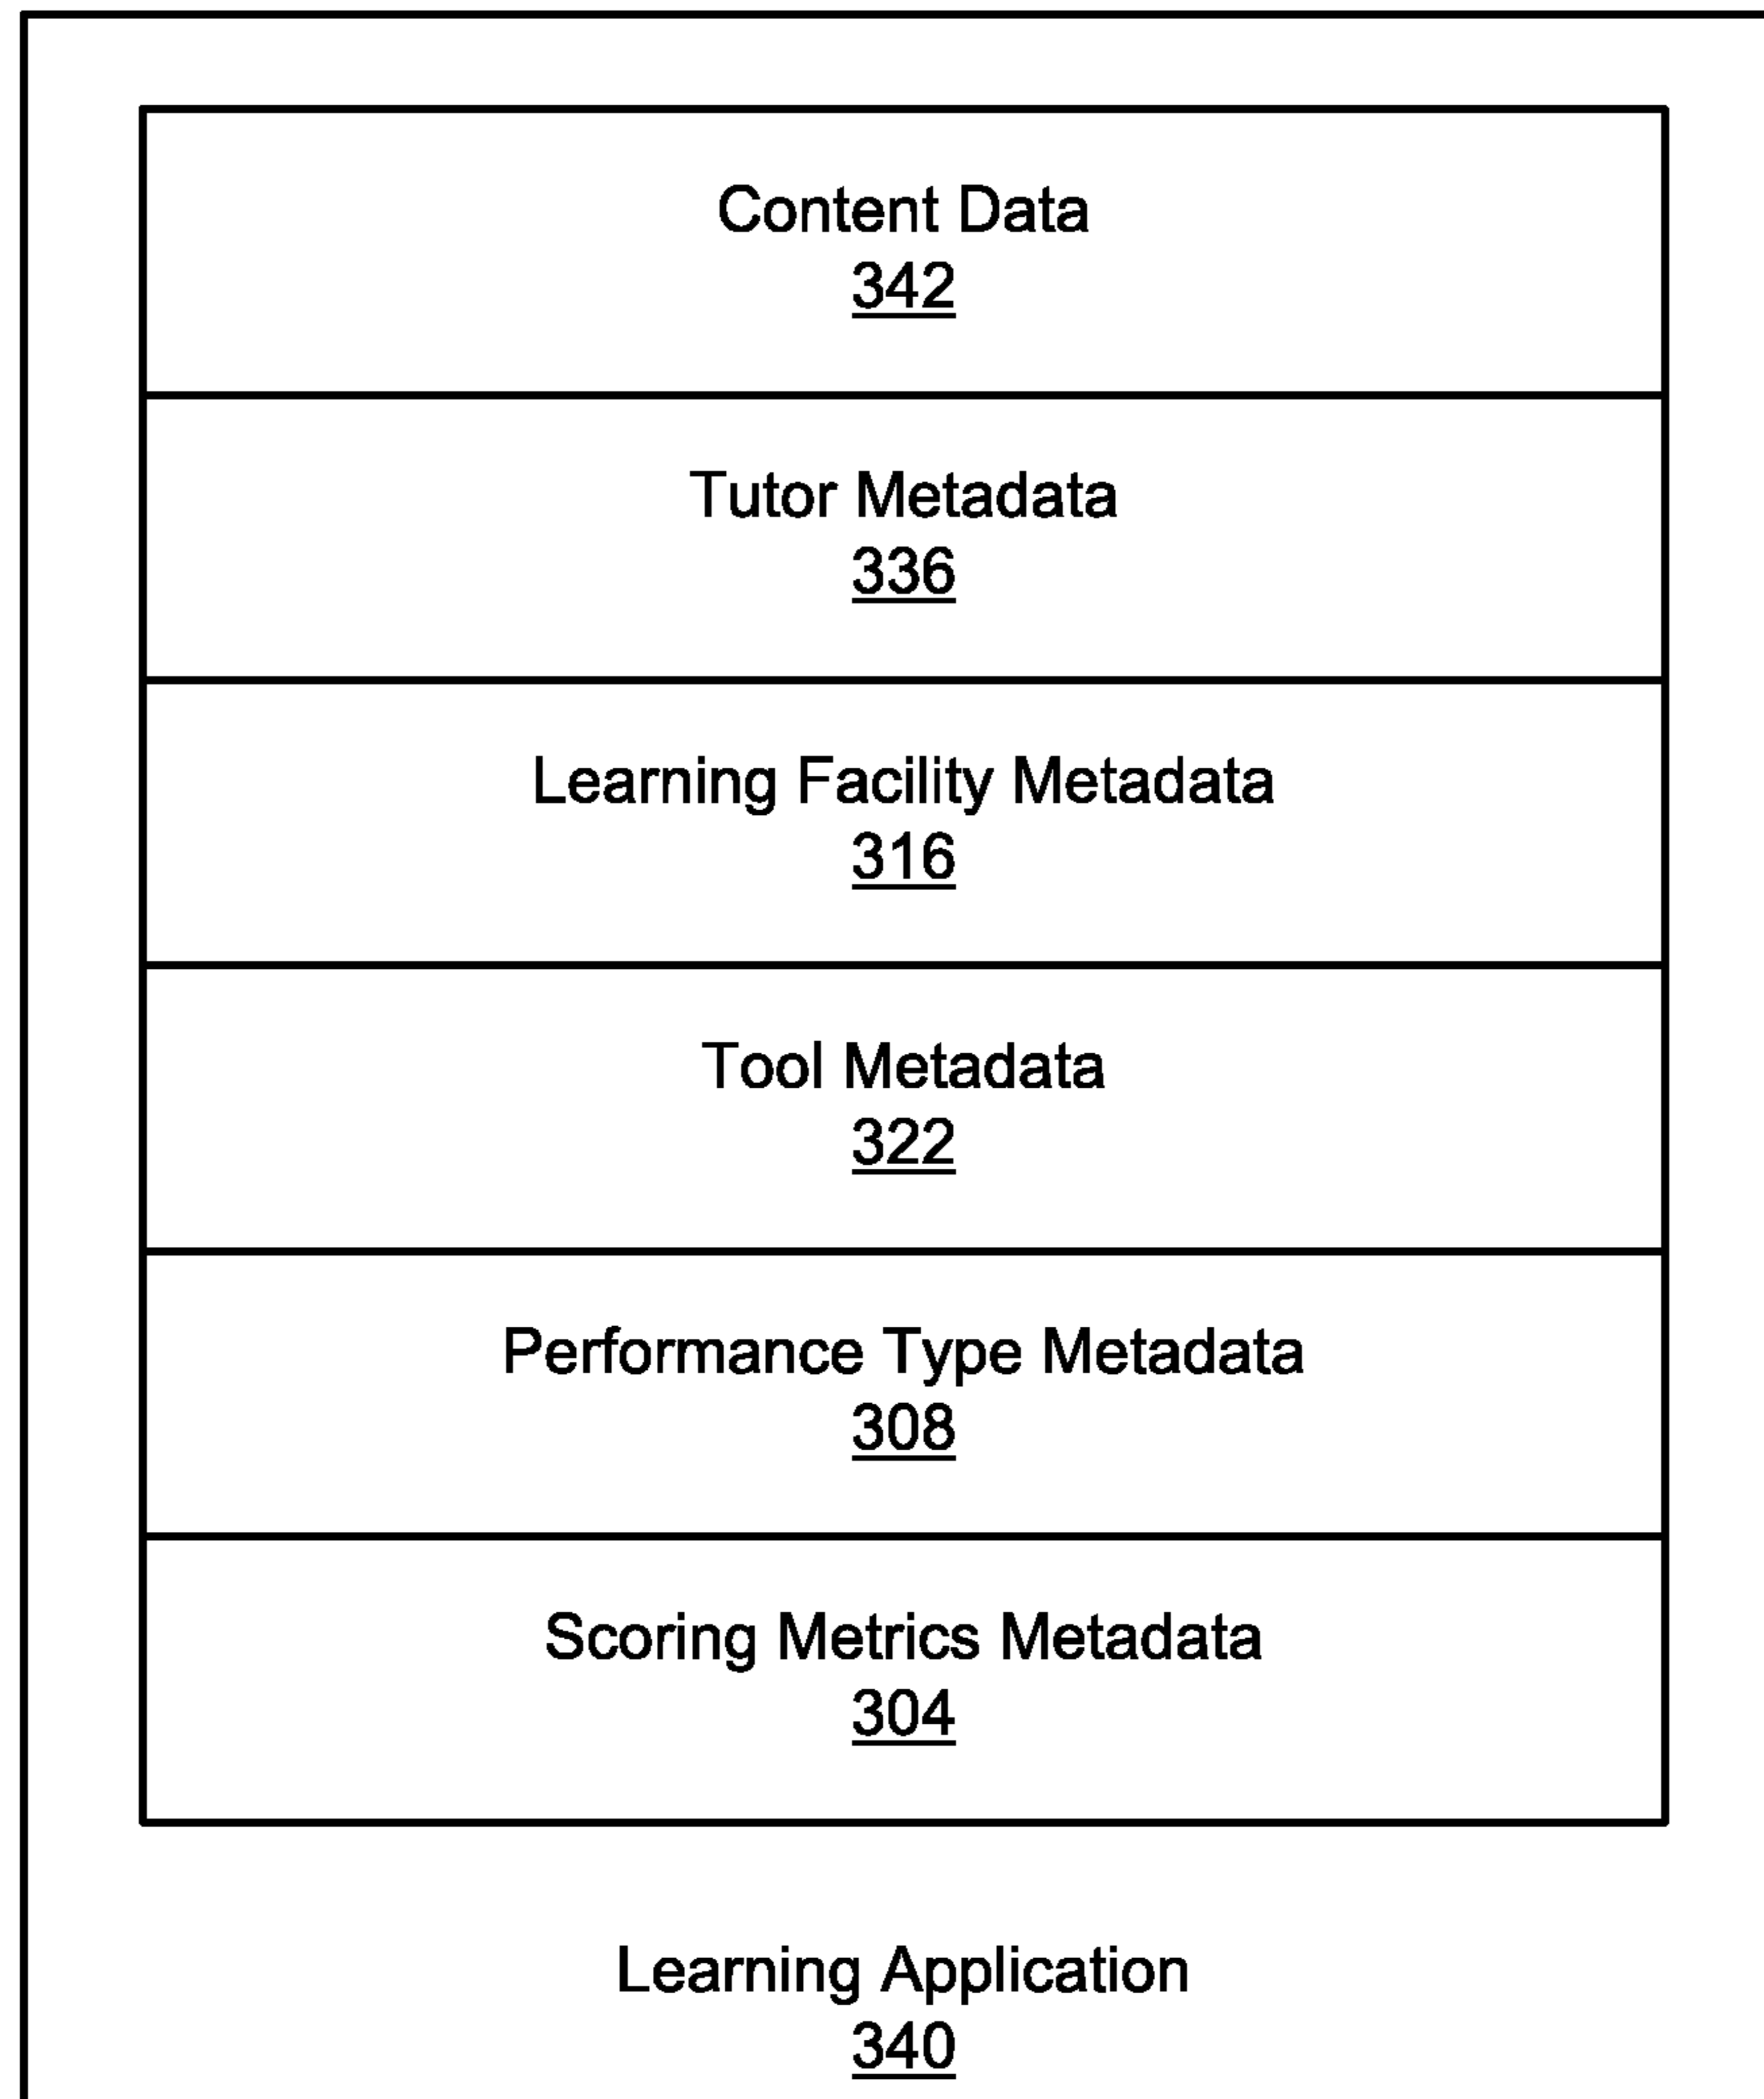 Content Data
342
Tutor Metadata
336
Learning Facility Metadata
316
Tool Metadata
322
Performance Type Metadata
308
Scoring Metrics Metadata
304
Learning Application
340